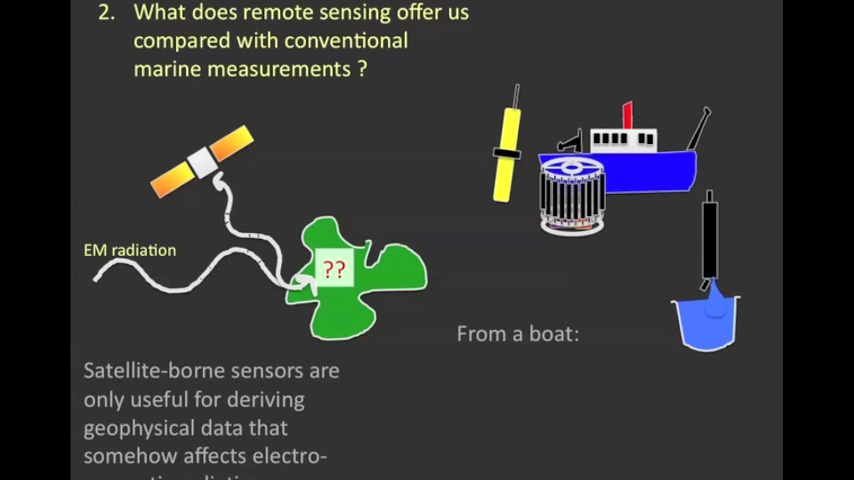 2. What does remote sensing offer us
compared with conventional
marine measurements ?
EM radiation
??
From a boat:
Satellite-borne sensors are
only useful for deriving
geophysical data that
somehow affects electro-